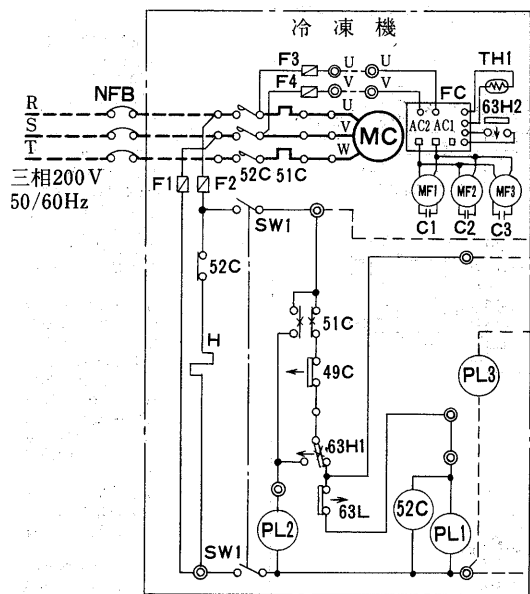 冷凍機
F3 U U TH1
F4 V V FC 63H2
NFB
R U
S V MC AC2 AC1
T W
52C 51C
三相200V
50/60Hz
F1 F2
MF1 MF2 MF3
C1 C2 C3
SW1
52C
51C
H
49C
PL3
63H1
63L
52C
PL2 PL1
SW1